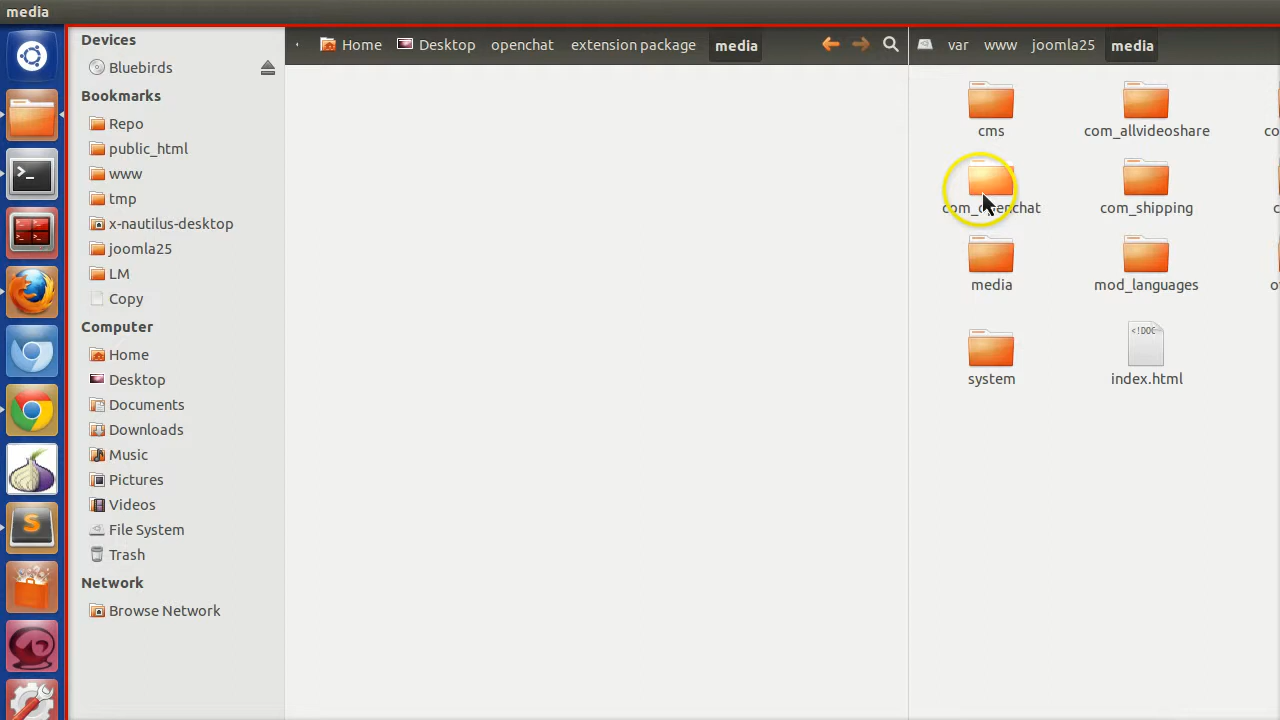 media
Devices
Bluebirds
Bookmarks
Repo
public_html
www
tmp
x-nautilus-desktop
joomla25
LM
Copy
Computer
Home
Desktop
Documents
Downloads
Music
Pictures
Videos
File System
Trash
Network
Browse Network
Home Desktop openchat extension package media
var www joomla25 media
cms com_allvideoshare
com_openchat com_shipping
media mod_languages
<!DOC
system index.html